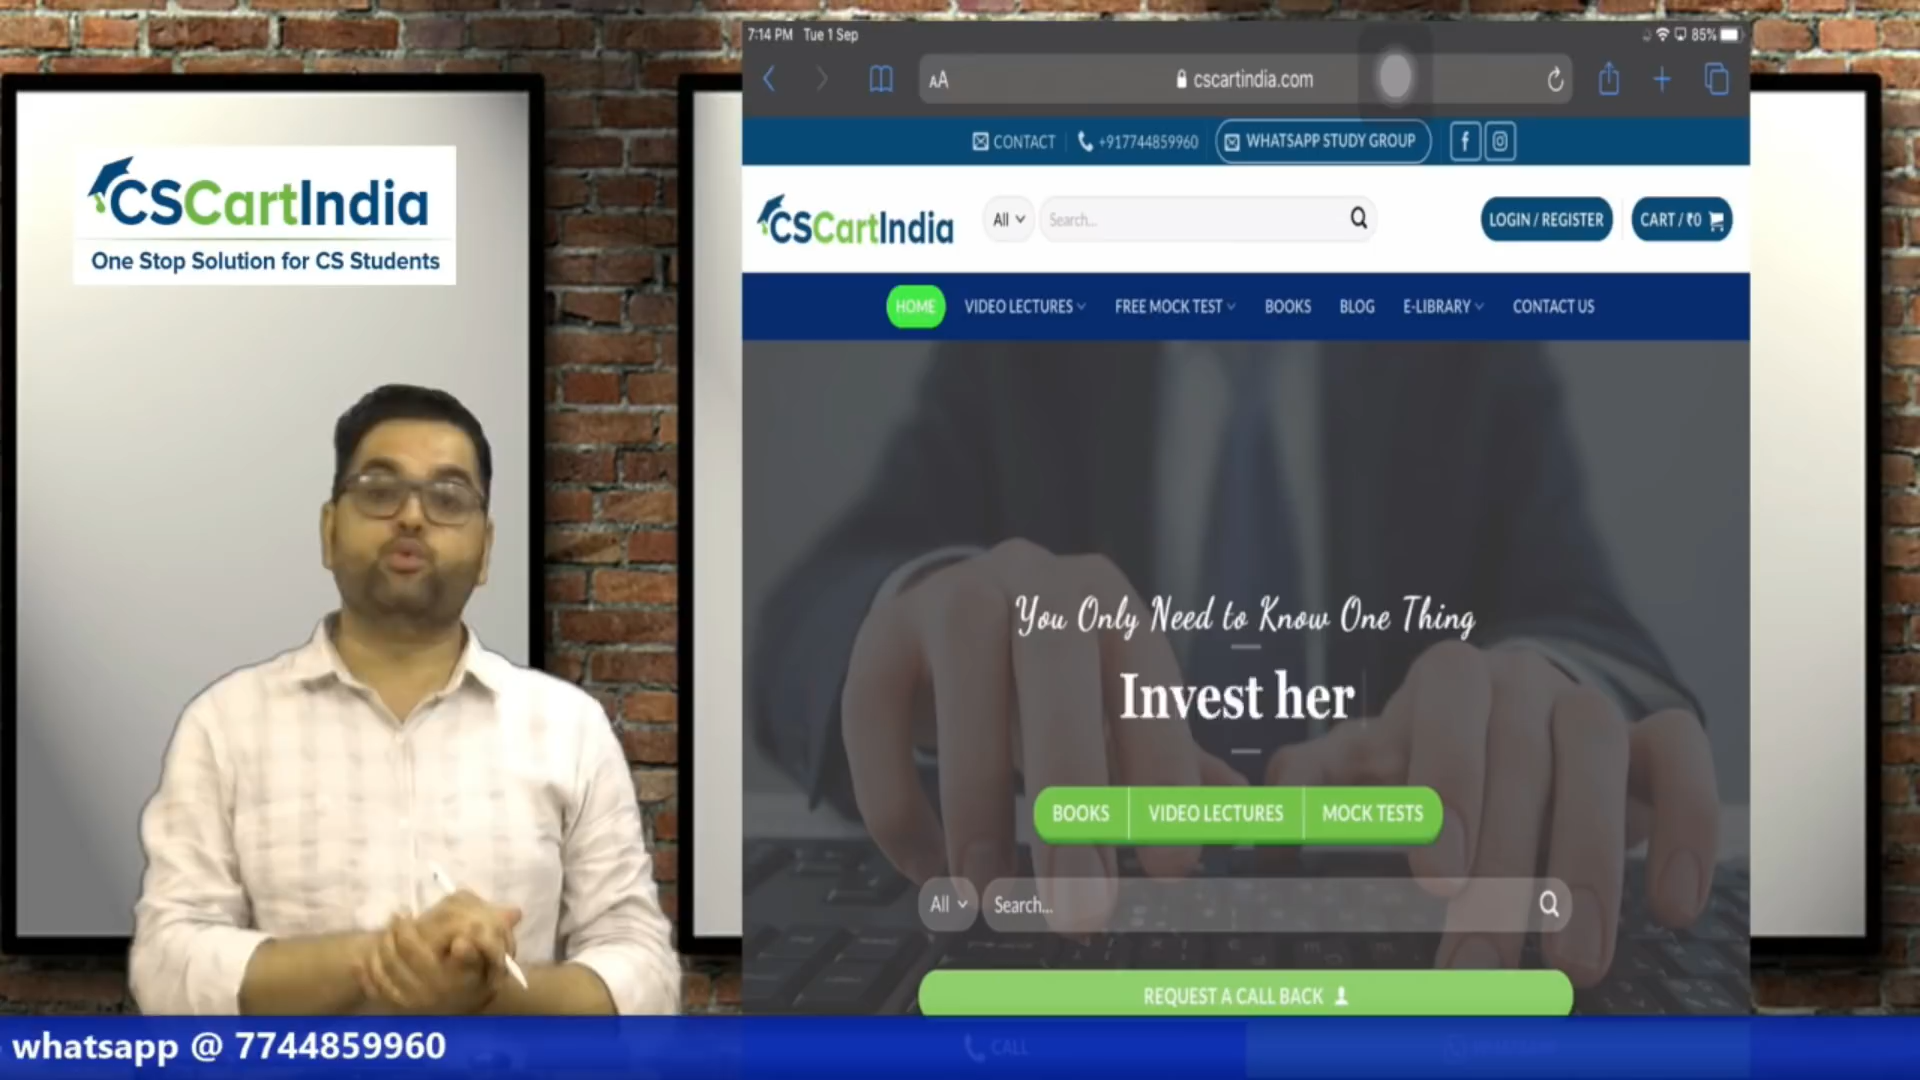 7:14 PM Tue 1 Sep
85%
AA
cscartindia.com
CONTACT
+917744859960
WHATSAPP STUDY GROUP
CSCartIndia
One Stop Solution for CS Students
CSCartIndia
All
Search...
LOGIN / REGISTER
CART / ₹0
HOME
VIDEO LECTURES
FREE MOCK TEST
BOOKS
BLOG
E-LIBRARY
CONTACT US
You Only Need to Know One Thing
Invest her
BOOKS
VIDEO LECTURES
MOCK TESTS
All
Search...
REQUEST A CALL BACK
whatsapp @ 7744859960
CALL